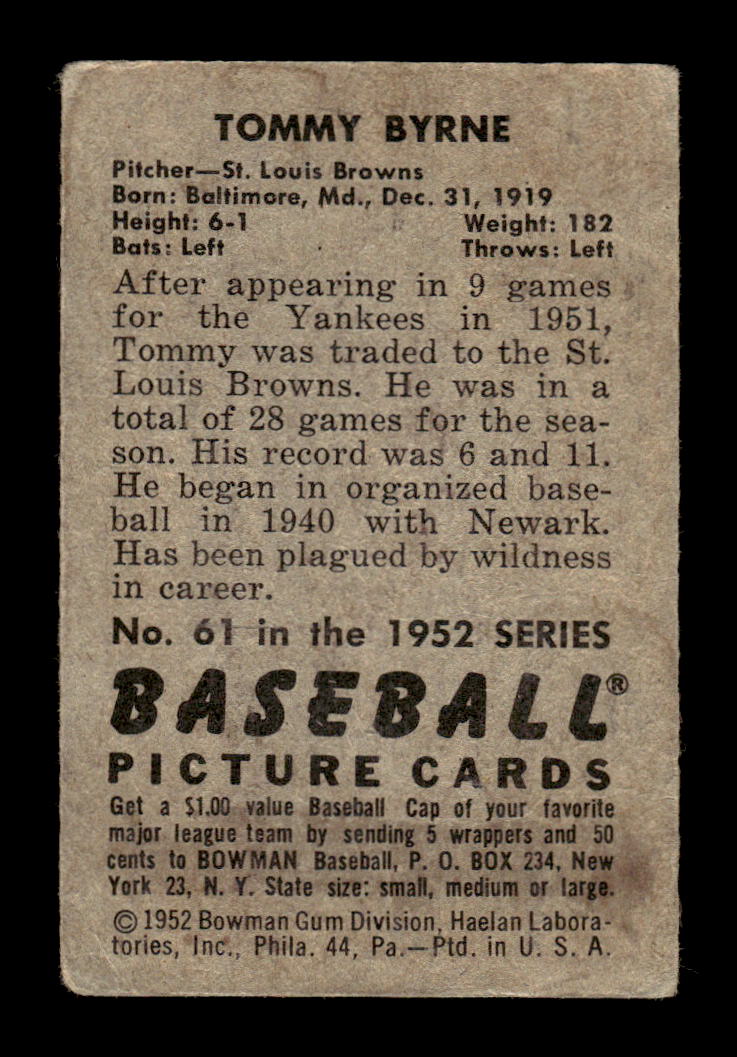 TOMMY BYRNE
Pitcher—St. Louis Browns
Born: Baltimore, Md., Dec. 31, 1919
Height: 6-1 Weight: 182
Bats: Left Throws: Left
After appearing in 9 games
for the Yankees in 1951,
Tommy was traded to the St.
Louis Browns. He was in a
total of 28 games for the sea-
son. His record was 6 and 11.
He began in organized base-
ball in 1940 with Newark.
Has been plagued by wildness
in career.
No. 61 in the 1952 SERIES
BASEBALL®
PICTURE CARDS
Get a $1.00 value Baseball Cap of your favorite
major league team by sending 5 wrappers and 50
cents to BOWMAN Baseball, P. O. BOX 234, New
York 23, N. Y. State size: small, medium or large.
© 1952 Bowman Gum Division, Haelan Labora-
tories, Inc., Phila. 44, Pa.—Ptd. in U. S. A.